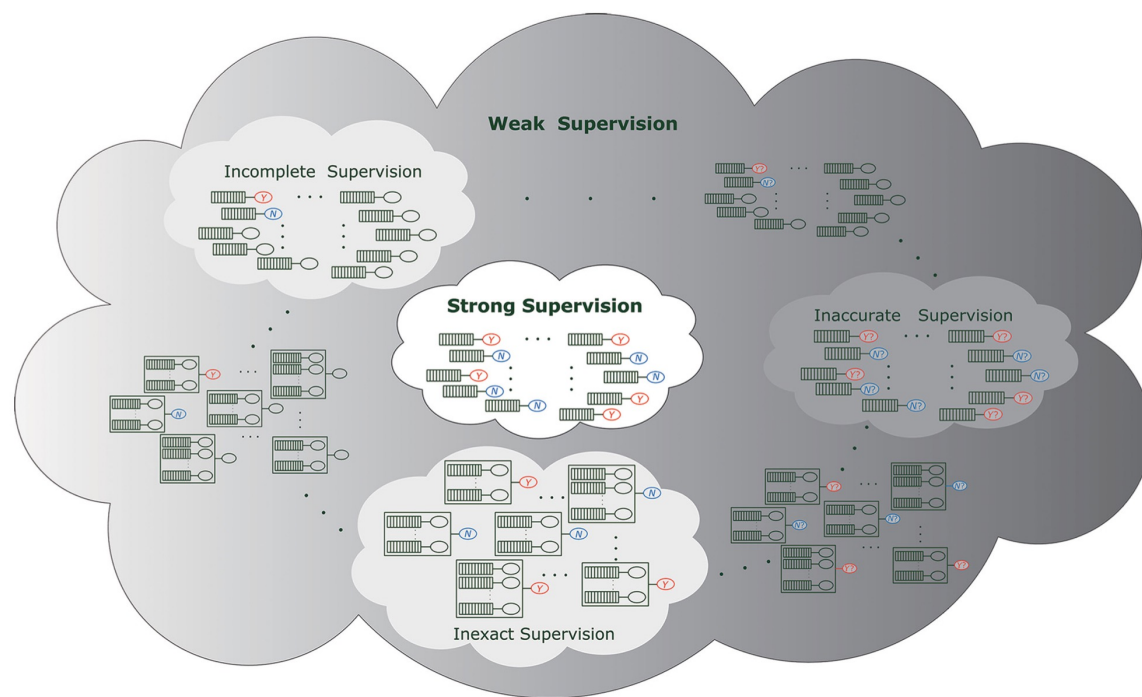 Weak Supervision
Incomplete Supervision
Y
N
Y?
N?
Strong Supervision
Y Y
N N
Y N
N Y
N Y
Inaccurate Supervision
Y? Y?
N? N?
Y? N?
N? Y?
N? Y?
Y
N
Y N
N N
Y Y
Inexact Supervision
Y? N?
N? N?
Y? Y?